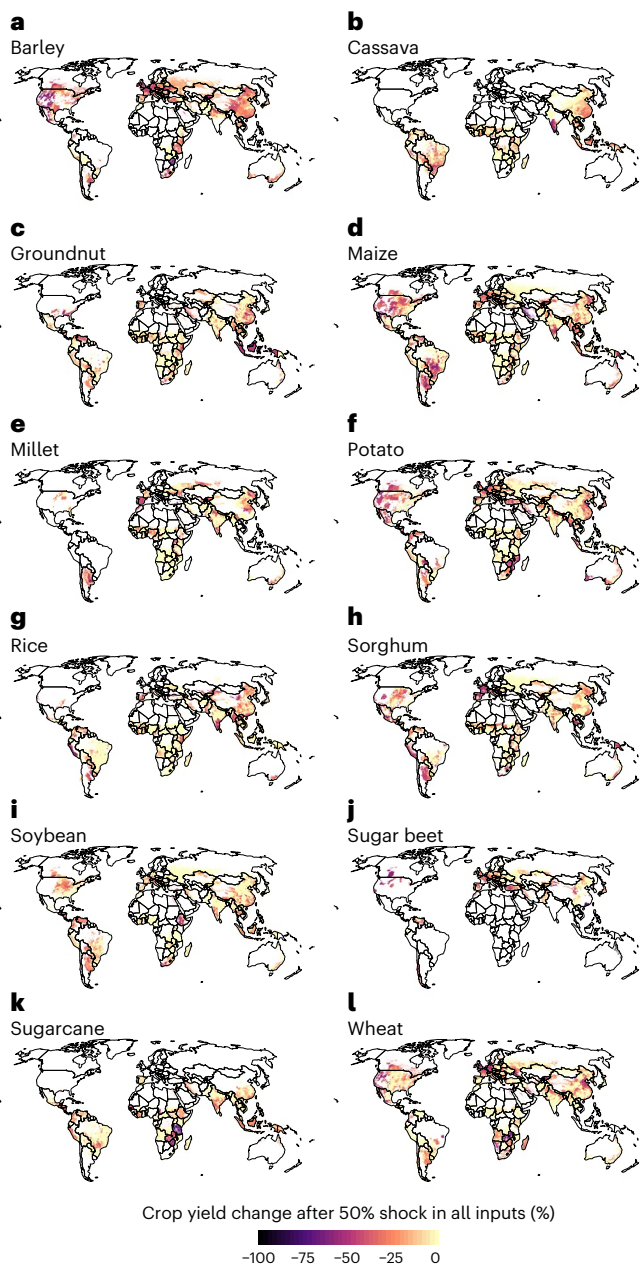 a
b
Barley
Cassava
c
d
Groundnut
Maize
e
f
Millet
Potato
g
h
Rice
Sorghum
i
j
Soybean
Sugar beet
k
l
Sugarcane
Wheat
Crop yield change after 50% shock in all inputs (%)
−100 −75 −50 −25 0